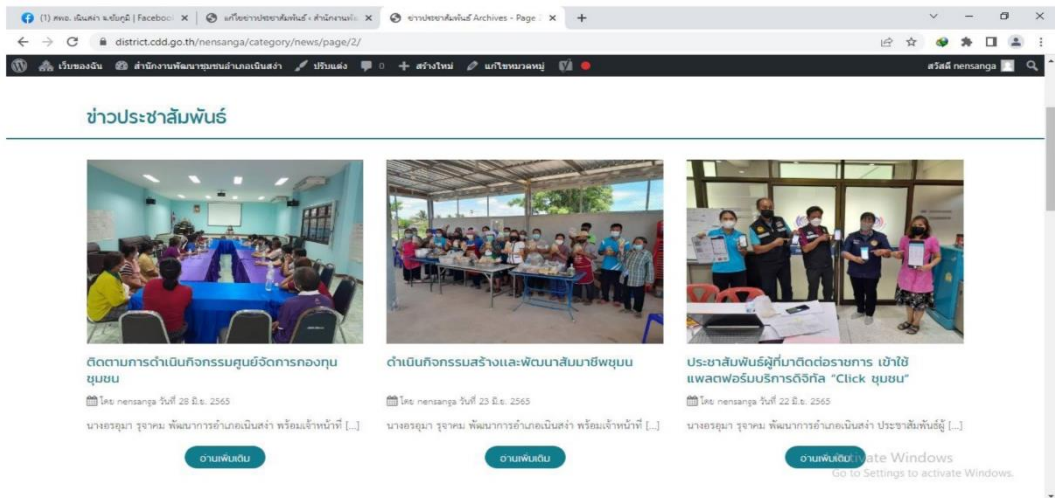 (1) สพอ. เนินสง่า จ.ชัยภูมิ | Facebook
แก้ไขข่าวประชาสัมพันธ์ ‹ สำนักงานพั
ข่าวประชาสัมพันธ์ Archives - Page 2
district.cdd.go.th/nensanga/category/news/page/2/
เว็บของฉัน สำนักงานพัฒนาชุมชนอำเภอเนินสง่า ปรับแต่ง 0 + สร้างใหม่ แก้ไขหมวดหมู่ สวัสดี nensanga
ข่าวประชาสัมพันธ์
ติดตามการดำเนินกิจกรรมศูนย์จัดการกองทุน
ชุมชน
โดย nensanga วันที่ 28 มิ.ย. 2565
นางอรอุมา รุจาคม พัฒนาการอำเภอเนินสง่า พร้อมเจ้าหน้าที่ [...]
อ่านเพิ่มเติม
ดำเนินกิจกรรมสร้างและพัฒนาสัมมาชีพชุมน
โดย nensanga วันที่ 23 มิ.ย. 2565
นางอรอุมา รุจาคม พัฒนาการอำเภอเนินสง่า พร้อมเจ้าหน้าที่ [...]
อ่านเพิ่มเติม
ประชาสัมพันธ์ผู้ที่มาติดต่อราชการ เข้าใช้
แพลตฟอร์มบริการดิจิทัล “Click ชุมชน”
โดย nensanga วันที่ 22 มิ.ย. 2565
นางอรอุมา รุจาคม พัฒนาการอำเภอเนินสง่า ประชาสัมพันธ์ผู้ [...]
อ่านเพิ่มเติม
Activate Windows
Go to Settings to activate Windows.